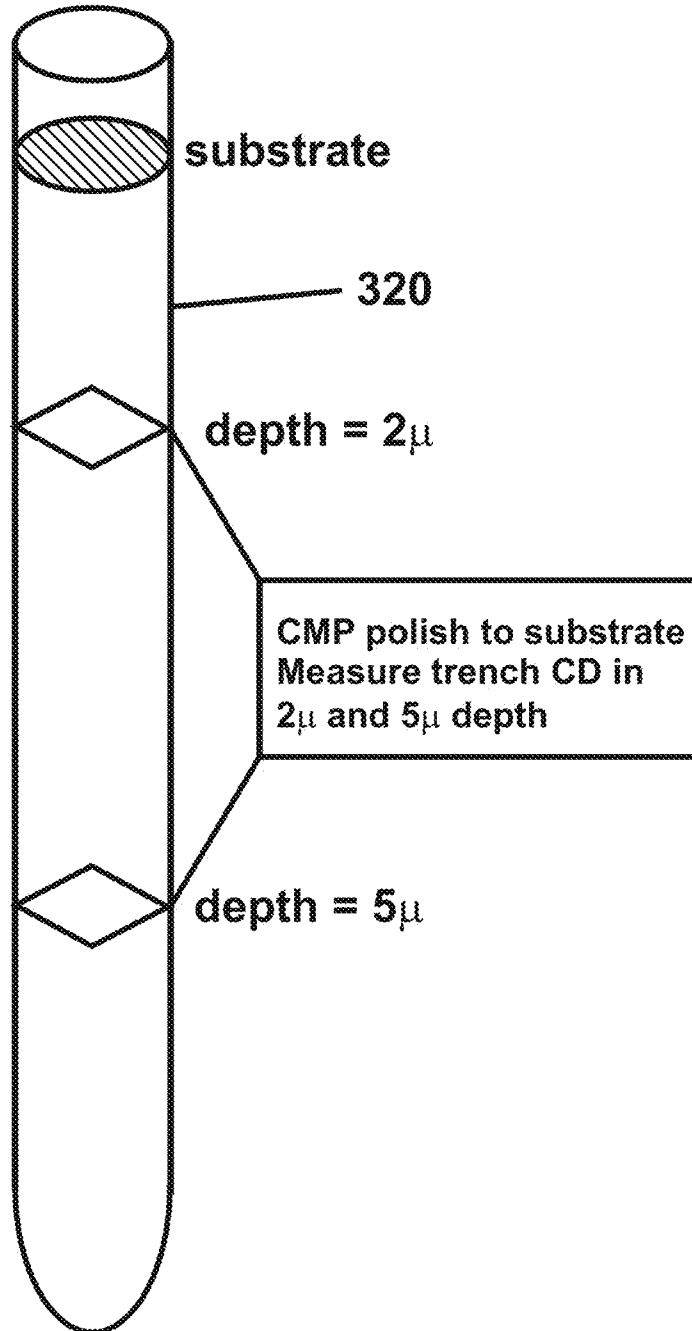 substrate
320
depth = 2μ
CMP polish to substrate
Measure trench CD in
2μ and 5μ depth
depth = 5μ